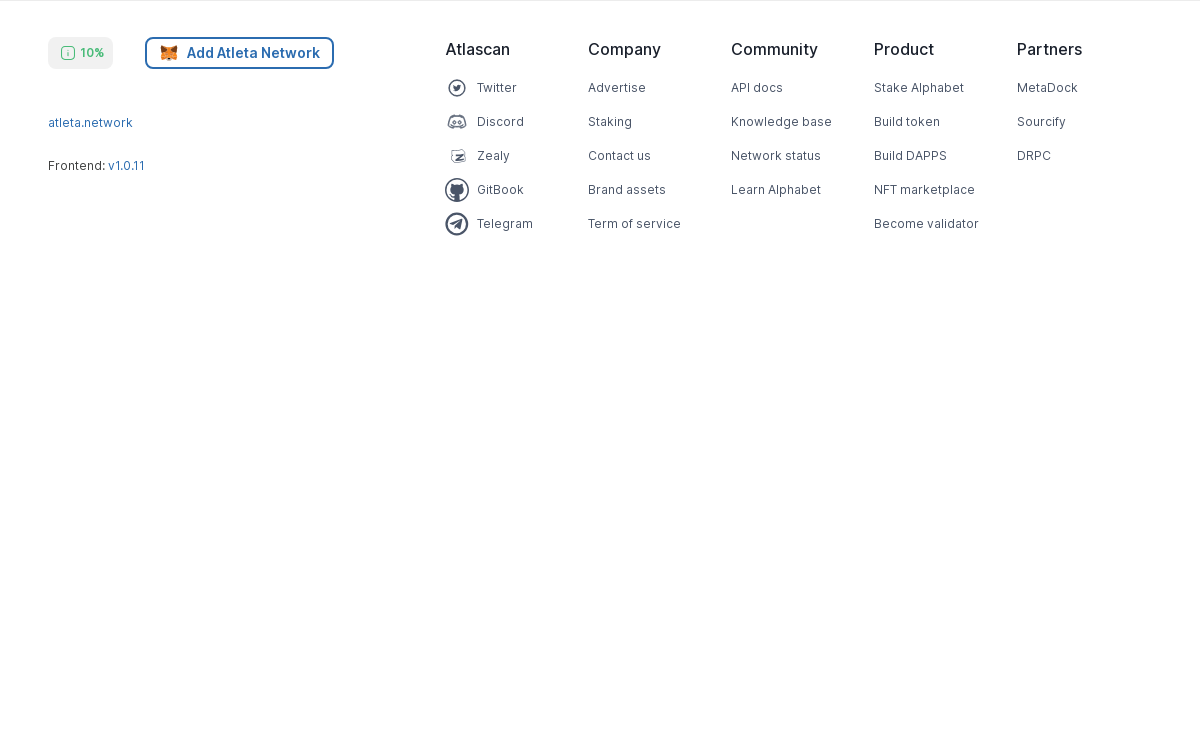 10%
Add Atleta Network
atleta.network
Frontend: v1.0.11
Atlascan
Twitter
Discord
Zealy
GitBook
Telegram
Company
Advertise
Staking
Contact us
Brand assets
Term of service
Community
API docs
Knowledge base
Network status
Learn Alphabet
Product
Stake Alphabet
Build token
Build DAPPS
NFT marketplace
Become validator
Partners
MetaDock
Sourcify
DRPC